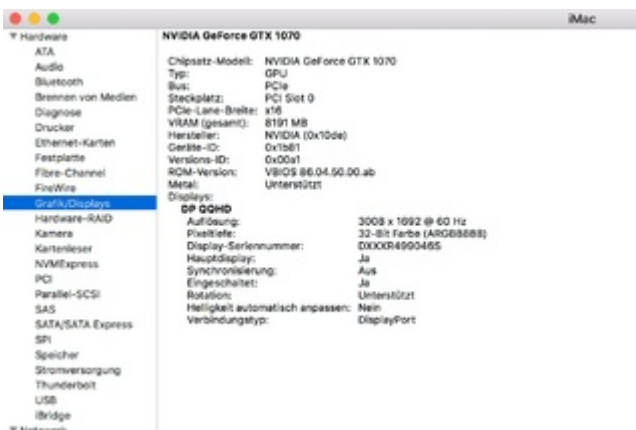 iMac
Hardware
ATA
Audio
Bluetooth
Brennen von Medien
Diagnose
Drucker
Ethernet-Karten
Festplatte
Fibre-Channel
FireWire
Grafik/Displays
Hardware-RAID
Kamera
Kartenleser
NVMExpress
PCI
Parallel-SCSI
SAS
SATA/SATA Express
SPI
Speicher
Stromversorgung
Thunderbolt
USB
iBridge
Netzwerk
NVIDIA GeForce GTX 1070
Chipsatz-Modell: NVIDIA GeForce GTX 1070
Typ: GPU
Bus: PCIe
Steckplatz: PCI Slot 0
PCIe-Lane-Breite: x16
VRAM (gesamt): 8191 MB
Hersteller: NVIDIA (0x10de)
Geräte-ID: 0x1b81
Versions-ID: 0x00a1
ROM-Version: VBIOS 86.04.50.00.ab
Metal: Unterstützt
Displays:
DP QQHD
Auflösung: 3008 x 1692 @ 60 Hz
Pixeltiefe: 32-Bit Farbe (ARGB8888)
Display-Seriennummer: DXXXR499046S
Hauptdisplay: Ja
Synchronisierung: Aus
Eingeschaltet: Ja
Rotation: Unterstützt
Helligkeit automatisch anpassen: Nein
Verbindungstyp: DisplayPort